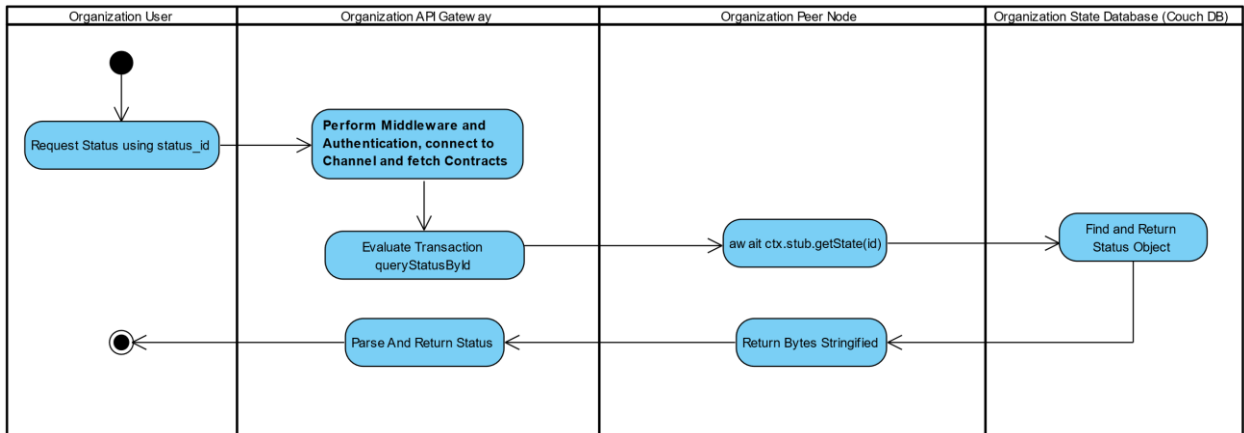 Organization User
Organization API Gateway
Organization Peer Node
Organization State Database (Couch DB)
Request Status using status_id
Perform Middleware and
Authentication, connect to
Channel and fetch Contracts
Evaluate Transaction
queryStatusById
await ctx.stub.getState(id)
Find and Return
Status Object
Parse And Return Status
Return Bytes Stringified